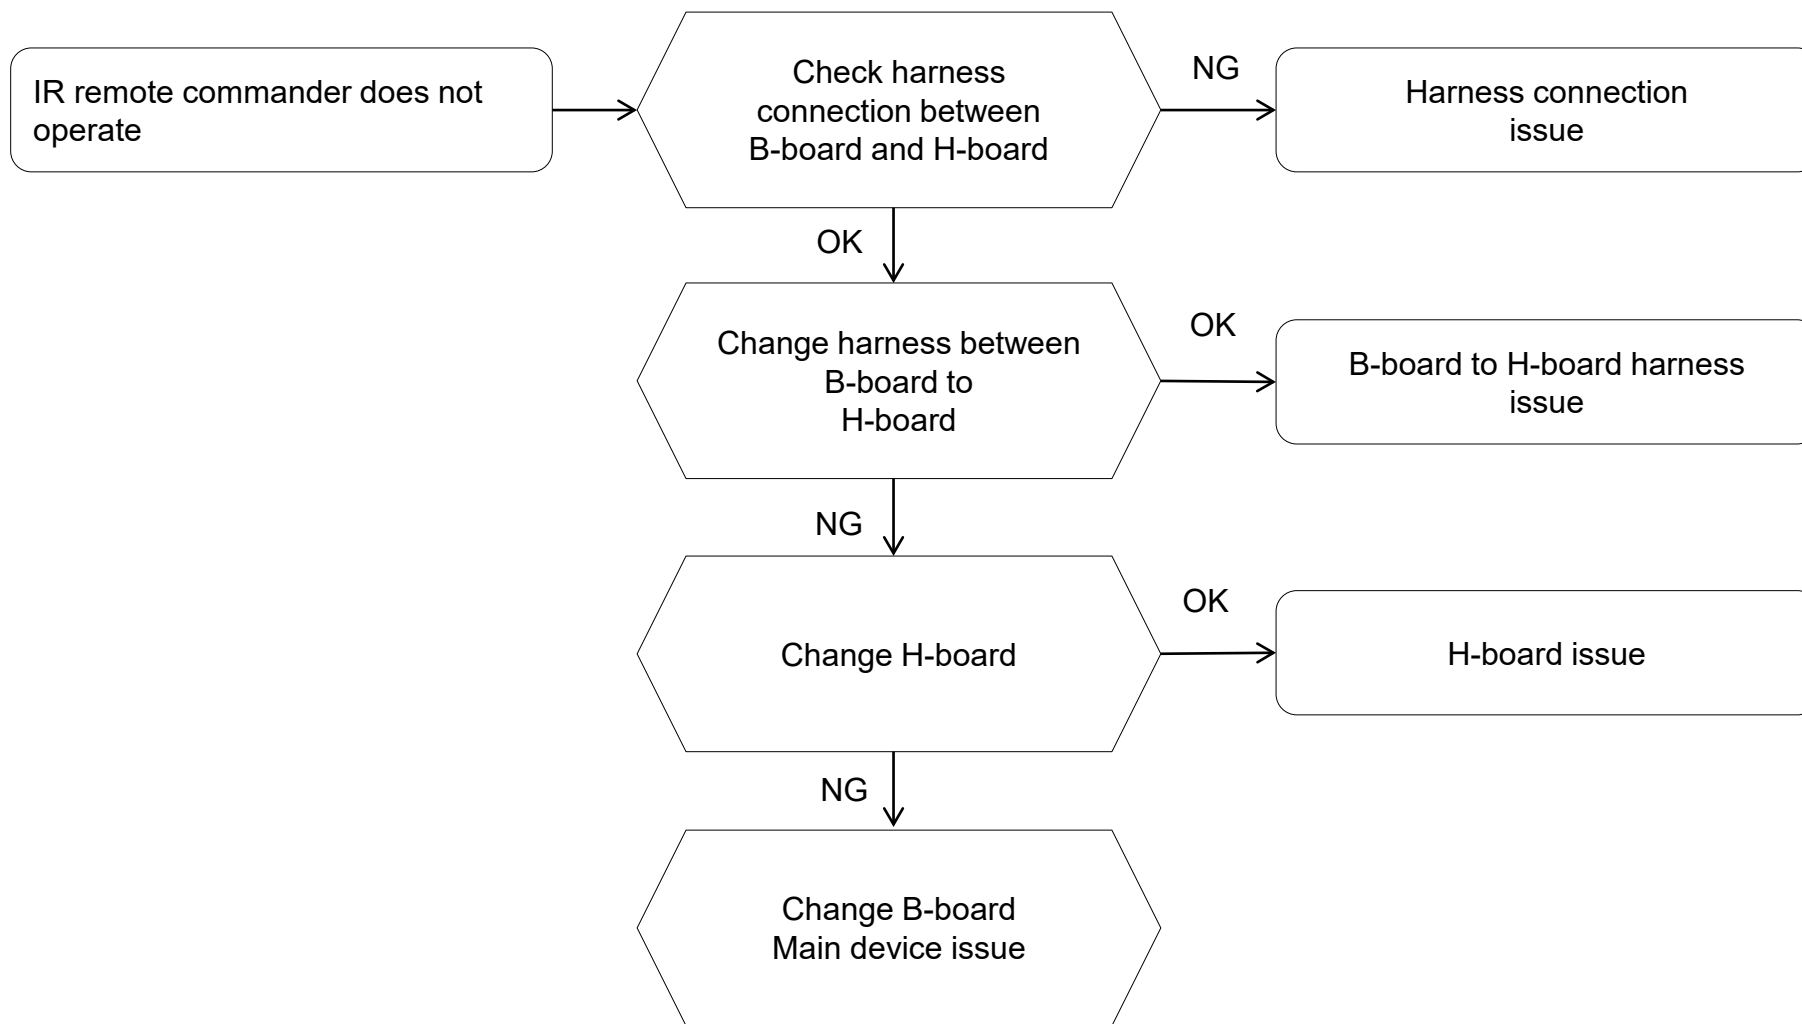 IR remote commander does not
operate
Check harness
connection between
B-board and H-board
NG
Harness connection
issue
OK
Change harness between
B-board to
H-board
OK
B-board to H-board harness
issue
NG
Change H-board
OK
H-board issue
NG
Change B-board
Main device issue